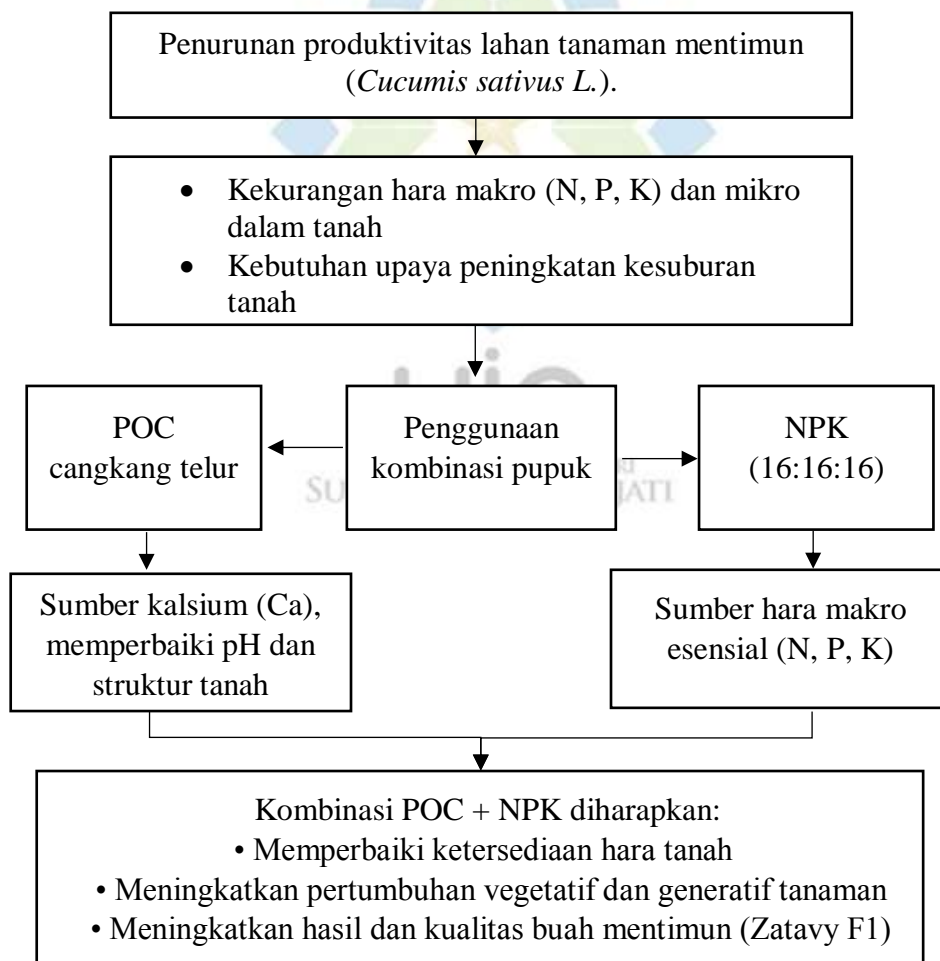 Penurunan produktivitas lahan tanaman mentimun
(Cucumis sativus L.).
• Kekurangan hara makro (N, P, K) dan mikro
dalam tanah
• Kebutuhan upaya peningkatan kesuburan
tanah
POC
cangkang telur
Penggunaan
kombinasi pupuk
NPK
(16:16:16)
Sumber kalsium (Ca),
memperbaiki pH dan
struktur tanah
Sumber hara makro
esensial (N, P, K)
Kombinasi POC + NPK diharapkan:
• Memperbaiki ketersediaan hara tanah
• Meningkatkan pertumbuhan vegetatif dan generatif tanaman
• Meningkatkan hasil dan kualitas buah mentimun (Zatavy F1)